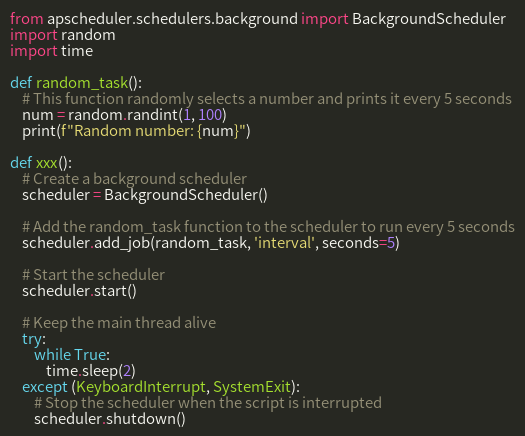 from apscheduler.schedulers.background import BackgroundScheduler
import random
import time

def random_task():
    # This function randomly selects a number and prints it every 5 seconds
    num = random.randint(1, 100)
    print(f"Random number: {num}")

def xxx():
    # Create a background scheduler
    scheduler = BackgroundScheduler()

    # Add the random_task function to the scheduler to run every 5 seconds
    scheduler.add_job(random_task, 'interval', seconds=5)

    # Start the scheduler
    scheduler.start()

    # Keep the main thread alive
    try:
        while True:
            time.sleep(2)
    except (KeyboardInterrupt, SystemExit):
        # Stop the scheduler when the script is interrupted
        scheduler.shutdown()